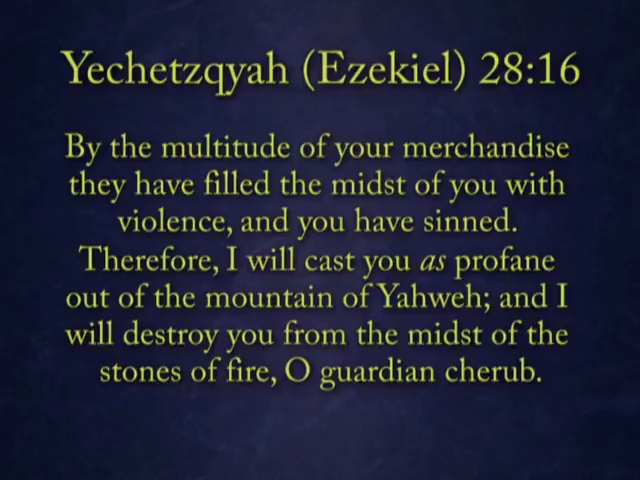 Yechetzqyah (Ezekiel) 28:16
By the multitude of your merchandise
they have filled the midst of you with
violence, and you have sinned.
Therefore, I will cast you as profane
out of the mountain of Yahweh; and I
will destroy you from the midst of the
stones of fire, O guardian cherub.